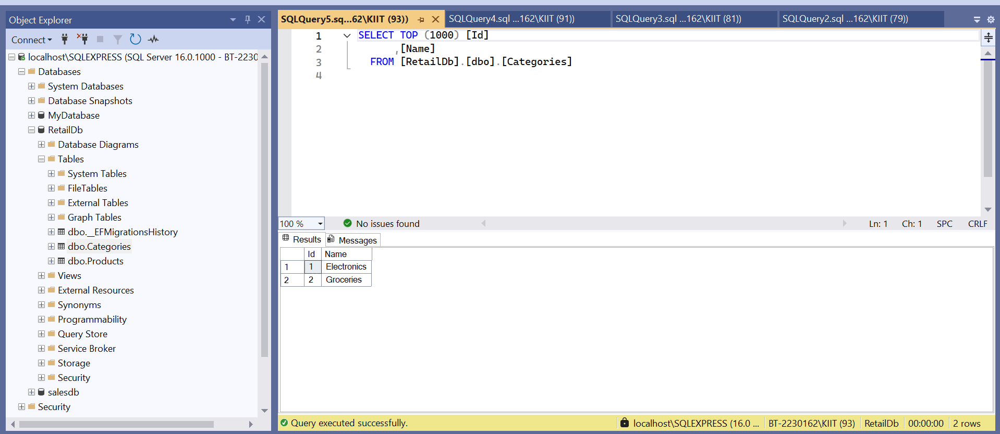 Object Explorer
Connect
localhost\SQLEXPRESS (SQL Server 16.0.1000 - BT-2230
Databases
System Databases
Database Snapshots
MyDatabase
RetailDb
Database Diagrams
Tables
System Tables
FileTables
External Tables
Graph Tables
dbo.__EFMigrationsHistory
dbo.Categories
dbo.Products
Views
External Resources
Synonyms
Programmability
Query Store
Service Broker
Storage
Security
salesdb
Security
SQLQuery5.sq...62\KIIT (93)) SQLQuery4.sql ...162\KIIT (91)) SQLQuery3.sql ...162\KIIT (81)) SQLQuery2.sql ...162\KIIT (79))
1 SELECT TOP (1000) [Id]
2 ,[Name]
3 FROM [RetailDb].[dbo].[Categories]
4
100 % No issues found Ln: 1 Ch: 1 SPC CRLF
Results Messages
Id Name
1 1 Electronics
2 2 Groceries
Query executed successfully. localhost\SQLEXPRESS (16.0 ... BT-2230162\KIIT (93) RetailDb 00:00:00 2 rows